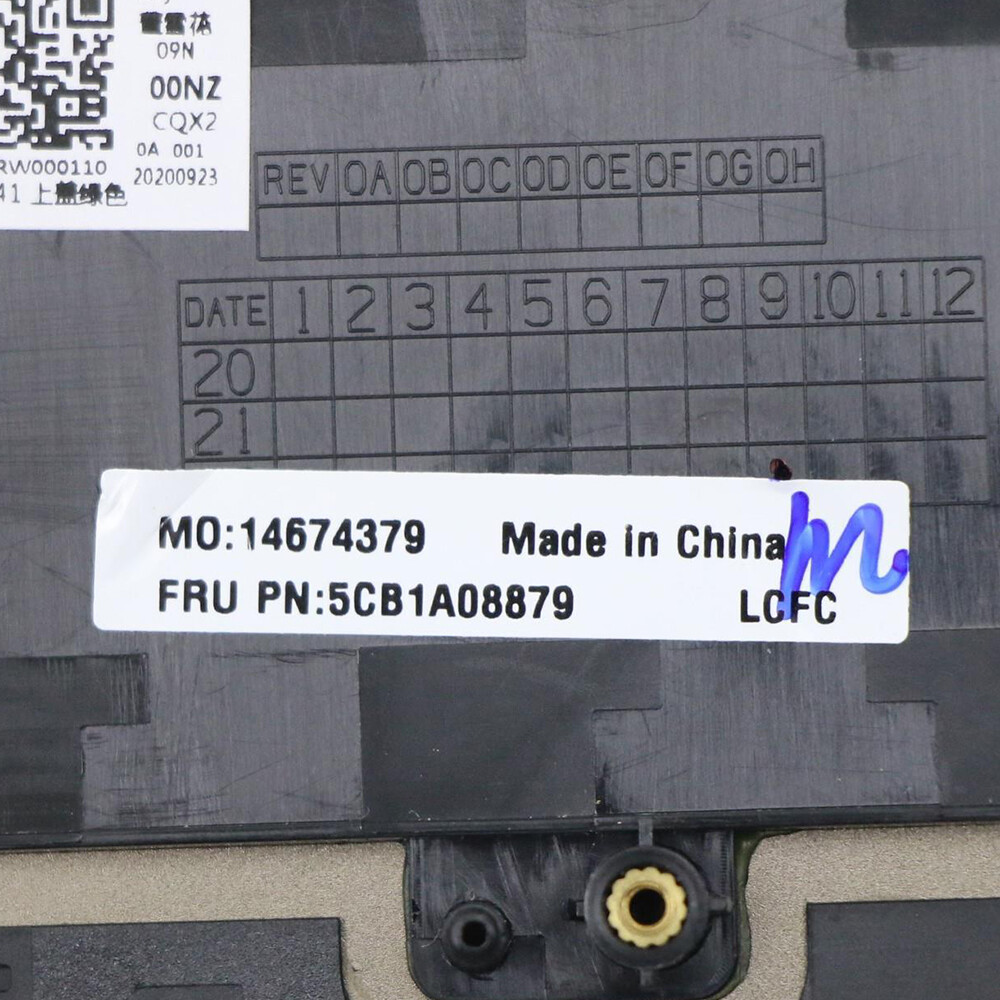 09N
00NZ
CQX2
0A 001
RW000110
20200923
41 上盖绿色
REV 0A 0B 0C 0D 0E 0F 0G 0H
DATE 1 2 3 4 5 6 7 8 9 10 11 12
20
21
MO:14674379 Made in China
FRU PN:5CB1A08879 LCFC